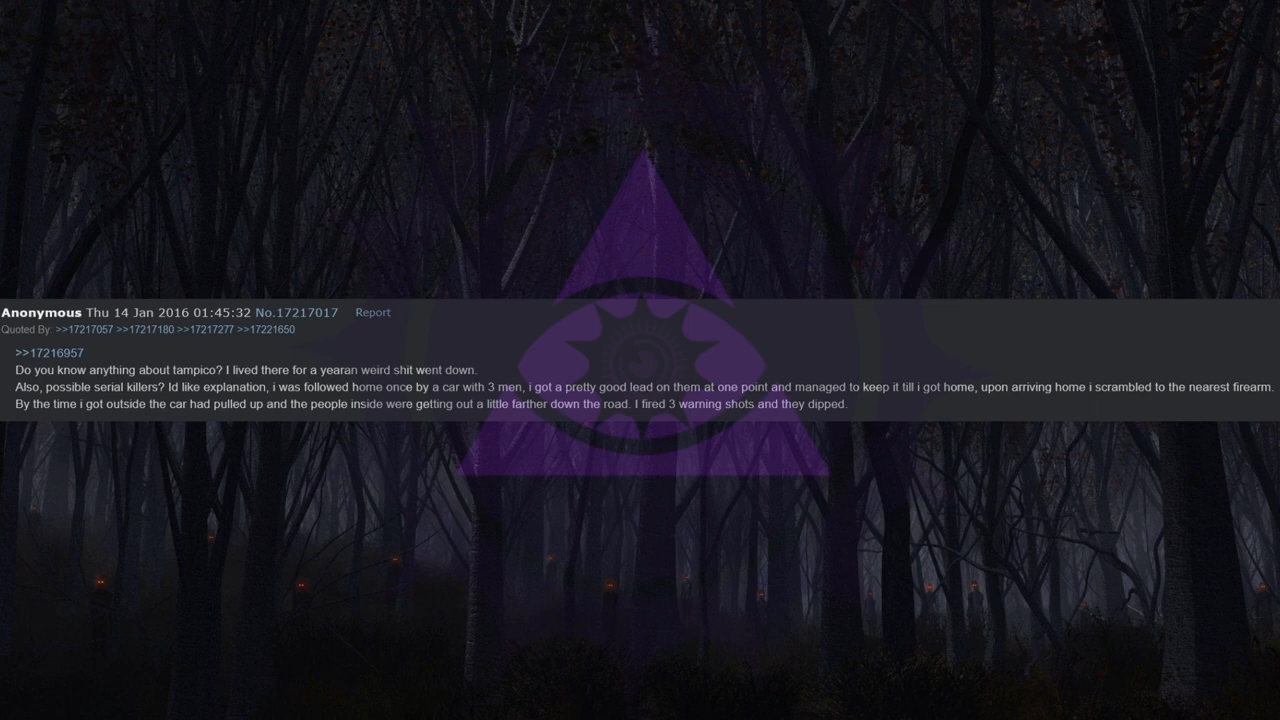 Anonymous Thu 14 Jan 2016 01:45:32 No.17217017 Report
Quoted By: >>17217057 >>17217180 >>17217277 >>17221650
>>17216957
Do you know anything about tampico? I lived there for a yearan weird shit went down.
Also, possible serial killers? Id like explanation, i was followed home once by a car with 3 men, i got a pretty good lead on them at one point and managed to keep it till i got home, upon arriving home i scrambled to the nearest firearm.
By the time i got outside the car had pulled up and the people inside were getting out a little farther down the road. I fired 3 warning shots and they dipped.